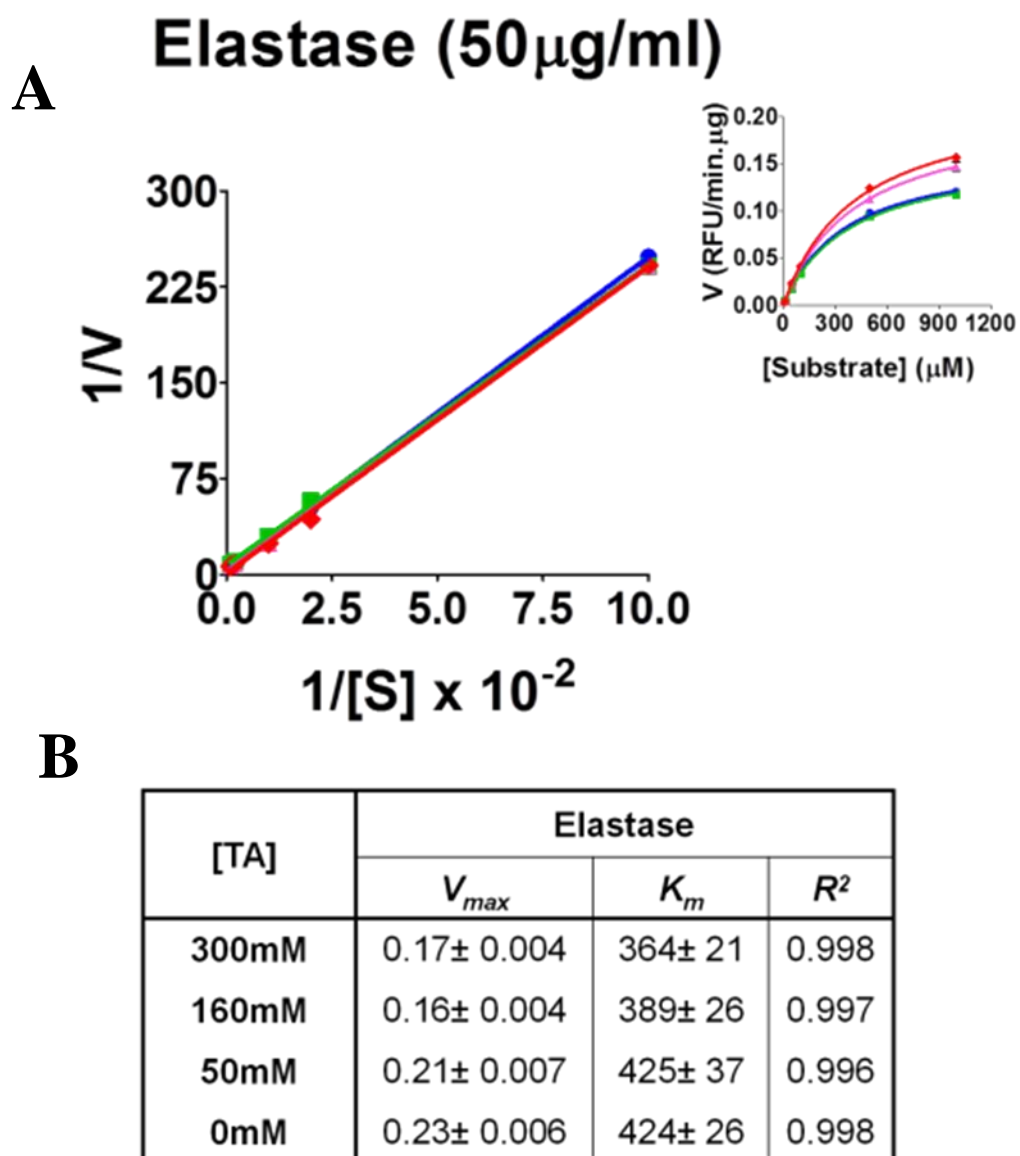 Elastase (50µg/ml)
A
300
225
150
75
0
1/V
0.0 2.5 5.0 7.5 10.0
1/[S] x 10-2
V (RFU/min.µg)
0.20
0.15
0.10
0.05
0.00
0 300 600 900 1200
[Substrate] (µM)
B
[TA] Elastase
Vmax Km R²
300mM 0.17± 0.004 364± 21 0.998
160mM 0.16± 0.004 389± 26 0.997
50mM 0.21± 0.007 425± 37 0.996
0mM 0.23± 0.006 424± 26 0.998